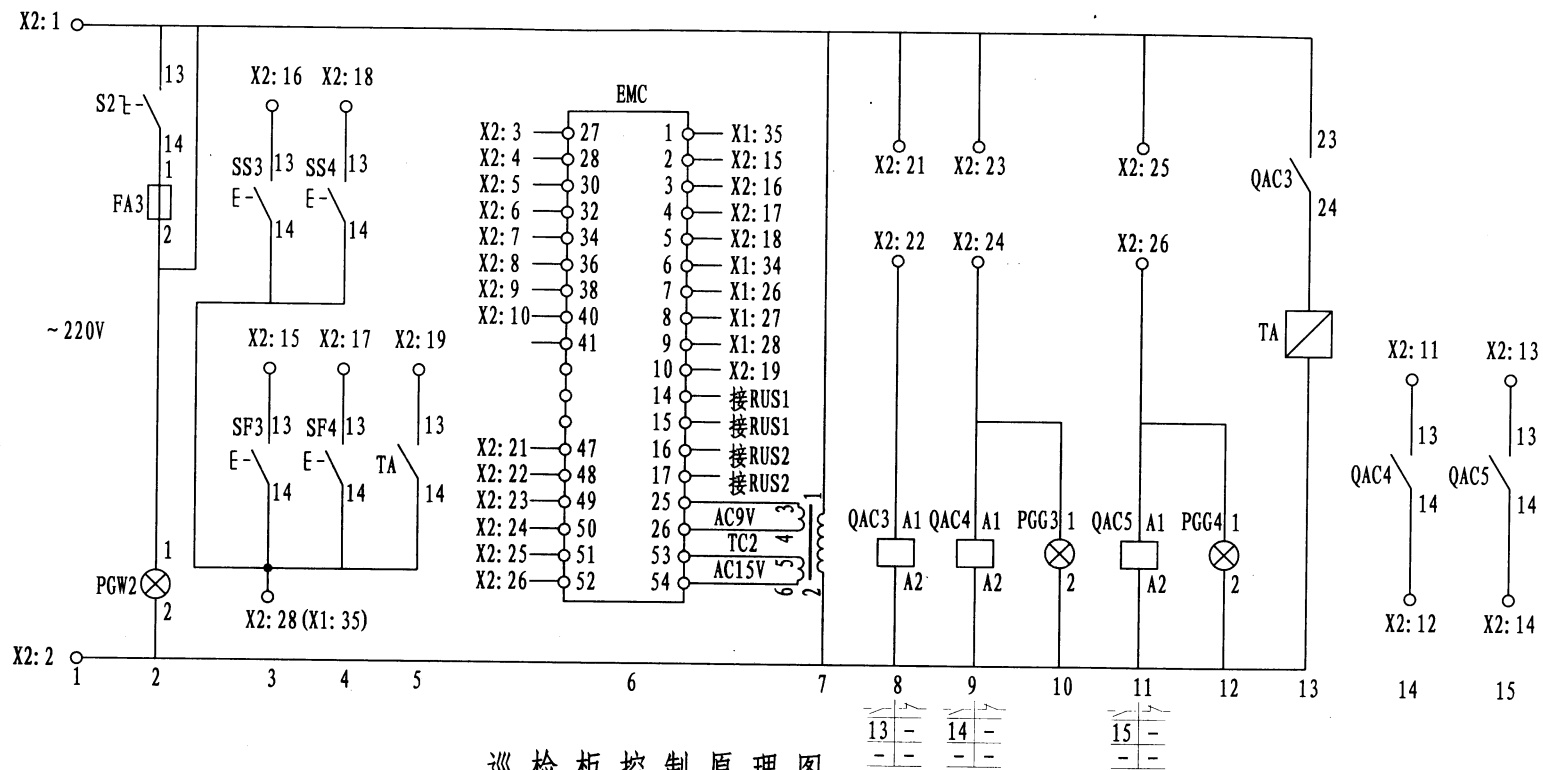 X2: 1
13
S2
14
1
FA3
2
~220V
1
PGW2
2
X2: 2
X2: 16 X2: 18
SS3 13 SS4 13
14 14
X2: 15 X2: 17 X2: 19
SF3 13 SF4 13 13
TA
14 14 14
X2: 28 (X1: 35)
EMC
X2: 3 27 1 X1: 35
X2: 4 28 2 X2: 15
X2: 5 30 3 X2: 16
X2: 6 32 4 X2: 17
X2: 7 34 5 X2: 18
X2: 8 36 6 X1: 34
X2: 9 38 7 X1: 26
X2: 10 40 8 X1: 27
41 9 X1: 28
10 X2: 19
14 接RUS1
15 接RUS1
16 接RUS2
X2: 21 47 17 接RUS2
X2: 22 48 25
X2: 23 49 26
X2: 24 50 53
X2: 25 51 54
X2: 26 52
AC9V
TC2
AC15V
3 4 5 6
1 2
X2: 21 X2: 23 X2: 25
X2: 22 X2: 24 X2: 26
QAC3 A1 QAC4 A1 PGG3 1 QAC5 A1 PGG4 1
A2 A2 2 A2 2
23
QAC3
24
TA
X2: 11 X2: 13
13 13
QAC4 QAC5
14 14
X2: 12 X2: 14
1 2 3 4 5 6 7 8 9 10 11 12 13 14 15
13 - 14 - 15 -
- - - - - -
巡检柜控制原理图